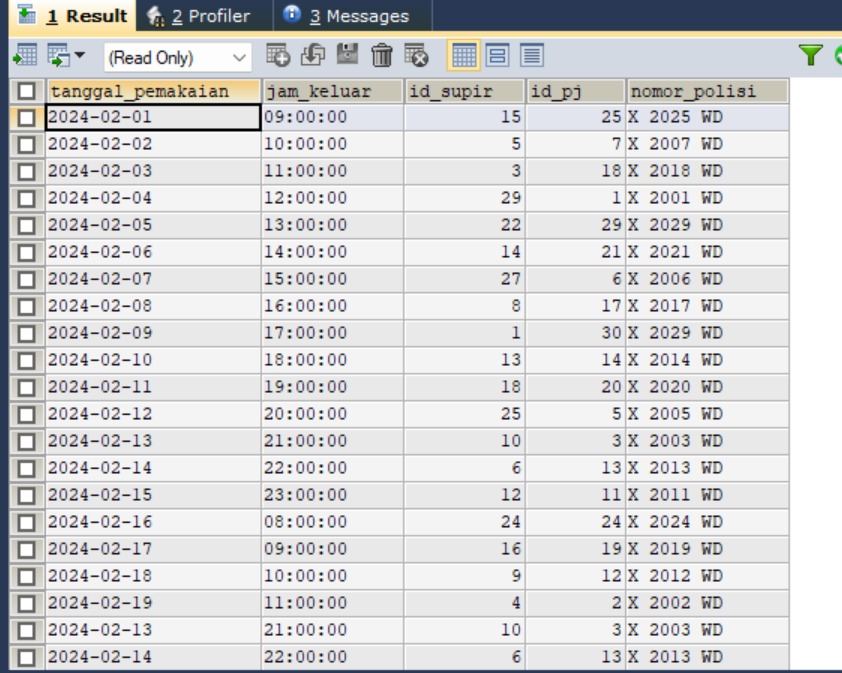 1 Result 2 Profiler 3 Messages
(Read Only)
tanggal_pemakaian jam_keluar id_supir id_pj nomor_polisi
2024-02-01 09:00:00 15 25 X 2025 WD
2024-02-02 10:00:00 5 7 X 2007 WD
2024-02-03 11:00:00 3 18 X 2018 WD
2024-02-04 12:00:00 29 1 X 2001 WD
2024-02-05 13:00:00 22 29 X 2029 WD
2024-02-06 14:00:00 14 21 X 2021 WD
2024-02-07 15:00:00 27 6 X 2006 WD
2024-02-08 16:00:00 8 17 X 2017 WD
2024-02-09 17:00:00 1 30 X 2029 WD
2024-02-10 18:00:00 13 14 X 2014 WD
2024-02-11 19:00:00 18 20 X 2020 WD
2024-02-12 20:00:00 25 5 X 2005 WD
2024-02-13 21:00:00 10 3 X 2003 WD
2024-02-14 22:00:00 6 13 X 2013 WD
2024-02-15 23:00:00 12 11 X 2011 WD
2024-02-16 08:00:00 24 24 X 2024 WD
2024-02-17 09:00:00 16 19 X 2019 WD
2024-02-18 10:00:00 9 12 X 2012 WD
2024-02-19 11:00:00 4 2 X 2002 WD
2024-02-13 21:00:00 10 3 X 2003 WD
2024-02-14 22:00:00 6 13 X 2013 WD